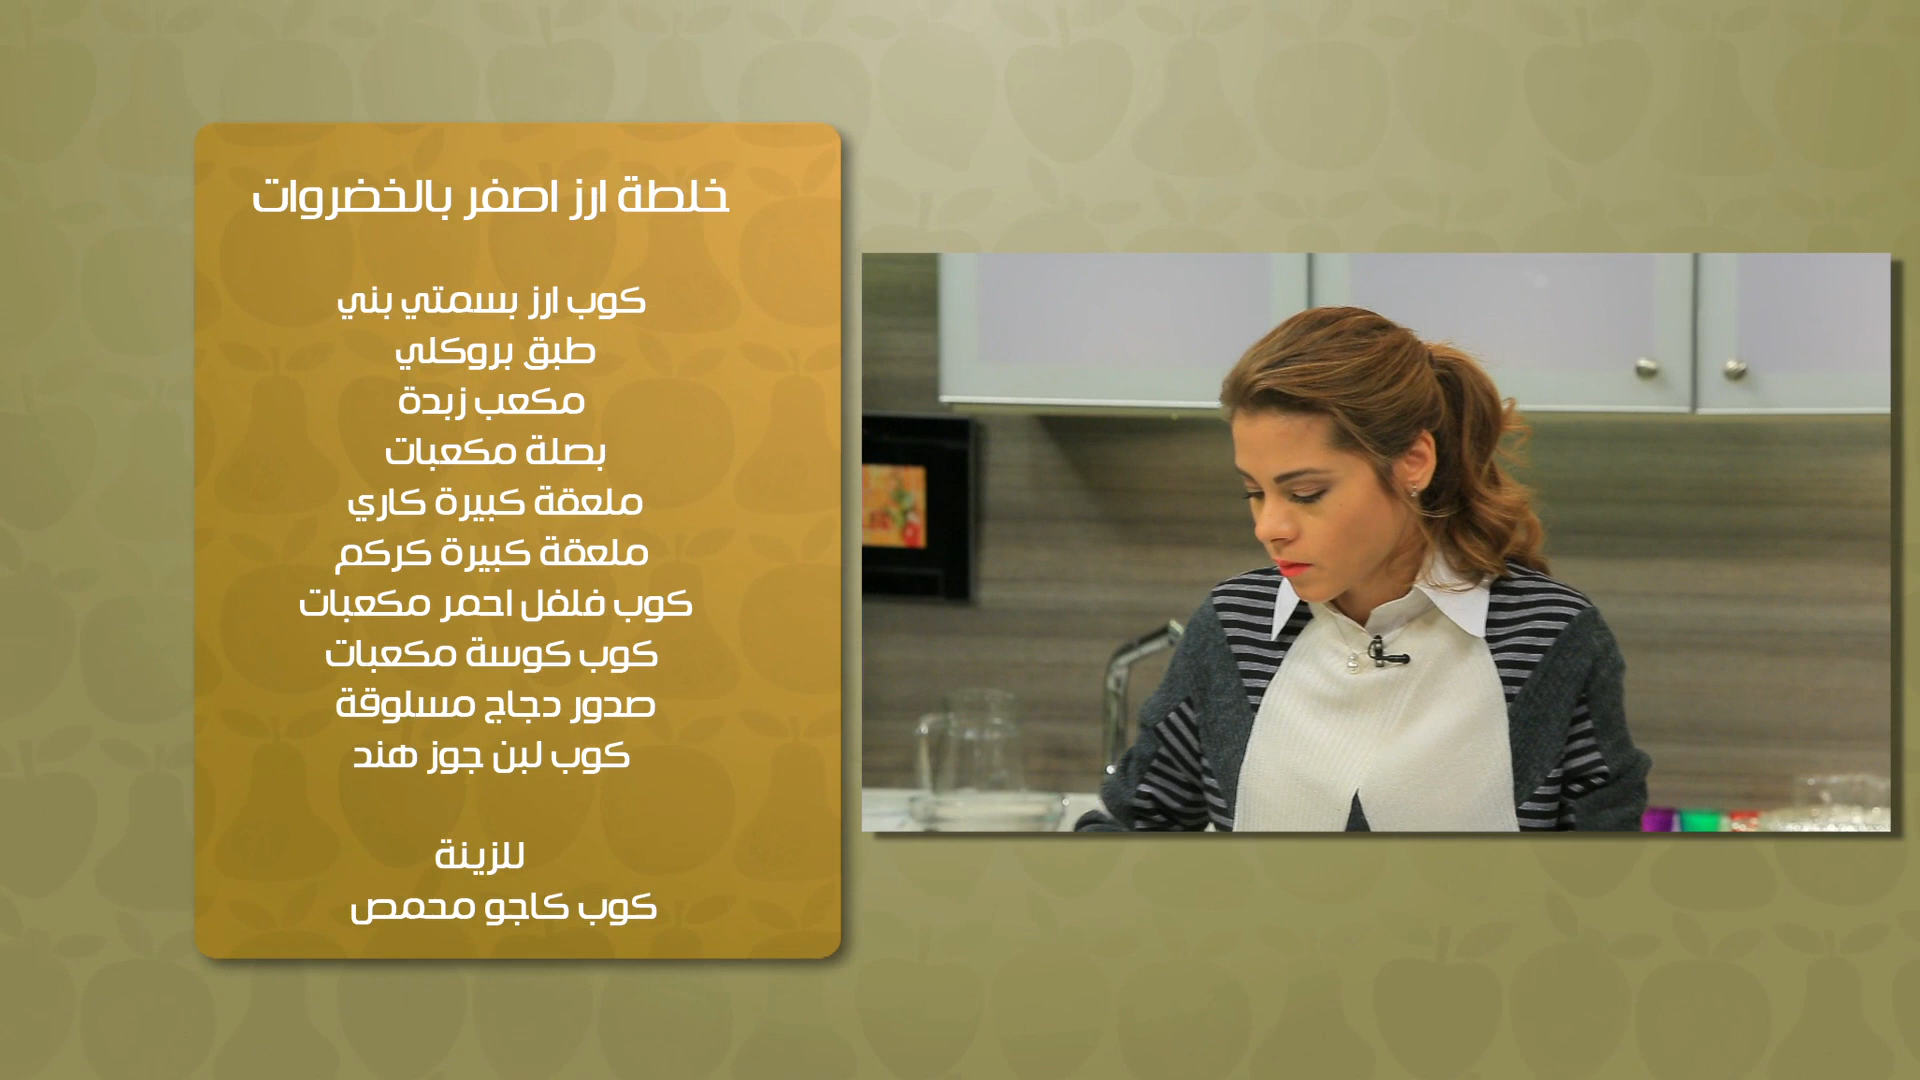 خلطة ارز اصفر بالخضروات
كوب ارز بسمتي بني
طبق بروكلي
مكعب زبدة
بصلة مكعبات
ملعقة كبيرة كاري
ملعقة كبيرة كركم
كوب فلفل احمر مكعبات
كوب كوسة مكعبات
صدور دجاج مسلوقة
كوب لبن جوز هند
للزينة
كوب كاجو محمص